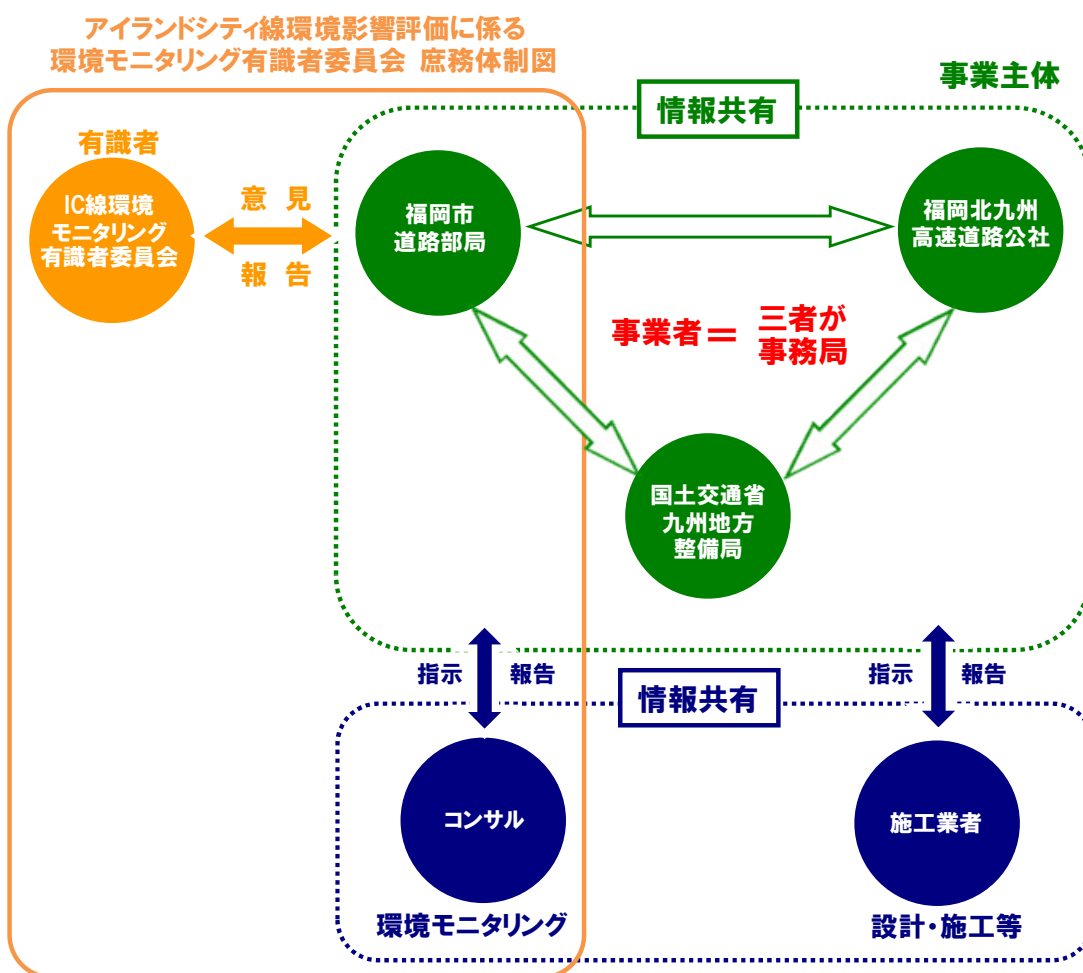 アイランドシティ線環境影響評価に係る
環境モニタリング有識者委員会 庶務体制図
事業主体
情報共有
有識者
IC線環境
モニタリング
有識者委員会
意 見
報 告
福岡市
道路部局
福岡北九州
高速道路公社
事業者＝
三者が
事務局
国土交通省
九州地方
整備局
指示
報告
指示
報告
情報共有
コンサル
環境モニタリング
施工業者
設計・施工等